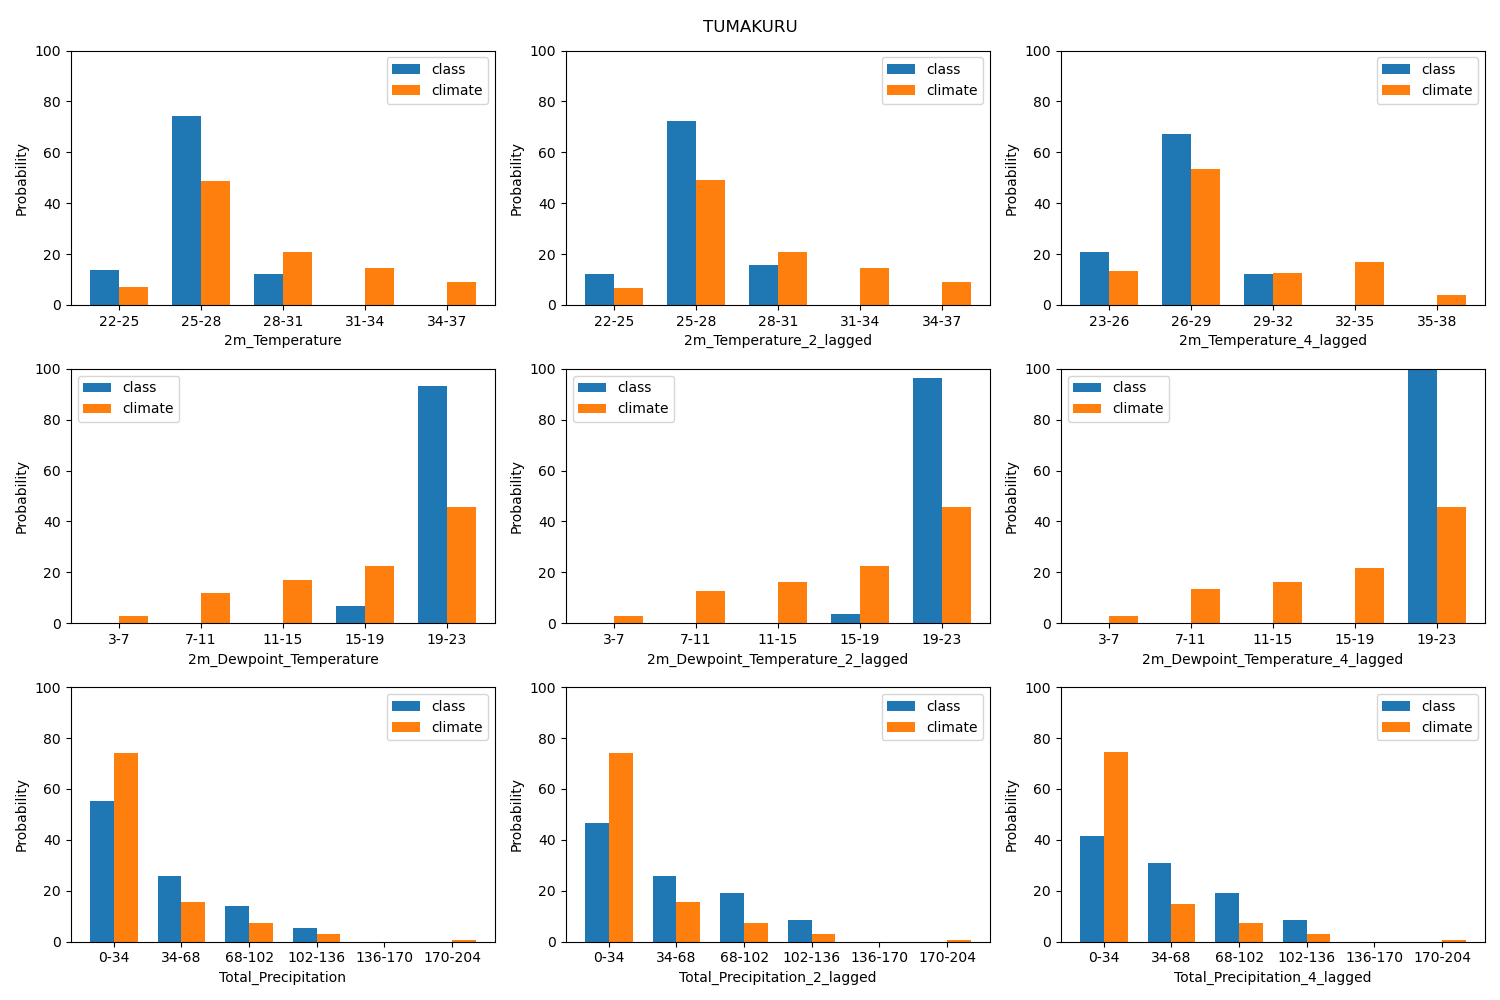 TUMAKURU
100
80
60
40
20
0
Probability
class
climate
22-25 25-28 28-31 31-34 34-37
2m_Temperature
100
80
60
40
20
0
Probability
class
climate
22-25 25-28 28-31 31-34 34-37
2m_Temperature_2_lagged
100
80
60
40
20
0
Probability
class
climate
23-26 26-29 29-32 32-35 35-38
2m_Temperature_4_lagged
100
80
60
40
20
0
Probability
class
climate
3-7 7-11 11-15 15-19 19-23
2m_Dewpoint_Temperature
100
80
60
40
20
0
Probability
class
climate
3-7 7-11 11-15 15-19 19-23
2m_Dewpoint_Temperature_2_lagged
100
80
60
40
20
0
Probability
class
climate
3-7 7-11 11-15 15-19 19-23
2m_Dewpoint_Temperature_4_lagged
100
80
60
40
20
0
Probability
class
climate
0-34 34-68 68-102 102-136 136-170 170-204
Total_Precipitation
100
80
60
40
20
0
Probability
class
climate
0-34 34-68 68-102 102-136 136-170 170-204
Total_Precipitation_2_lagged
100
80
60
40
20
0
Probability
class
climate
0-34 34-68 68-102 102-136 136-170 170-204
Total_Precipitation_4_lagged